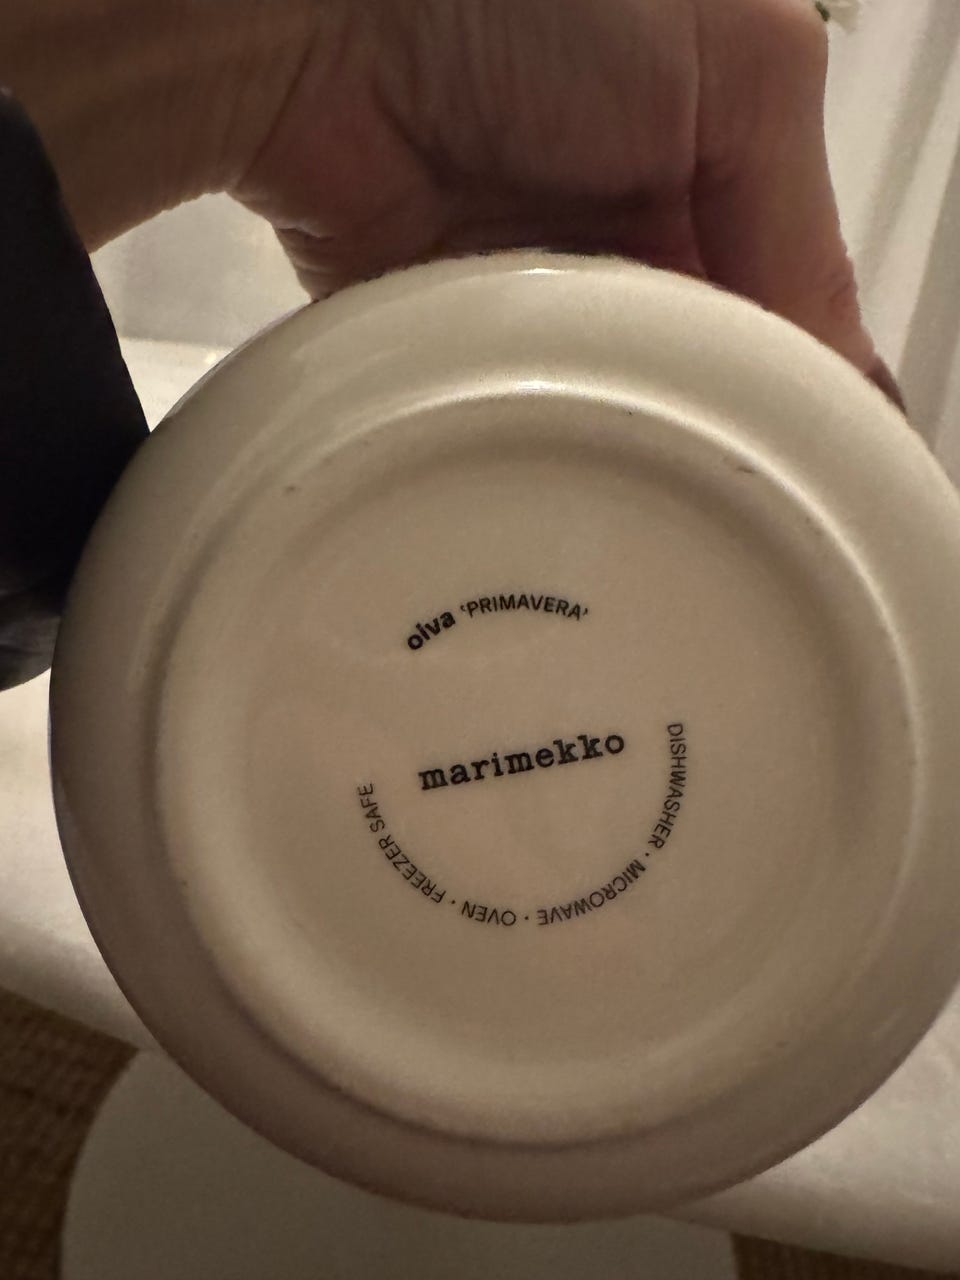 oiva 'PRIMAVERA'
marimekko
DISHWASHER · MICROWAVE · OVEN · FREEZER SAFE